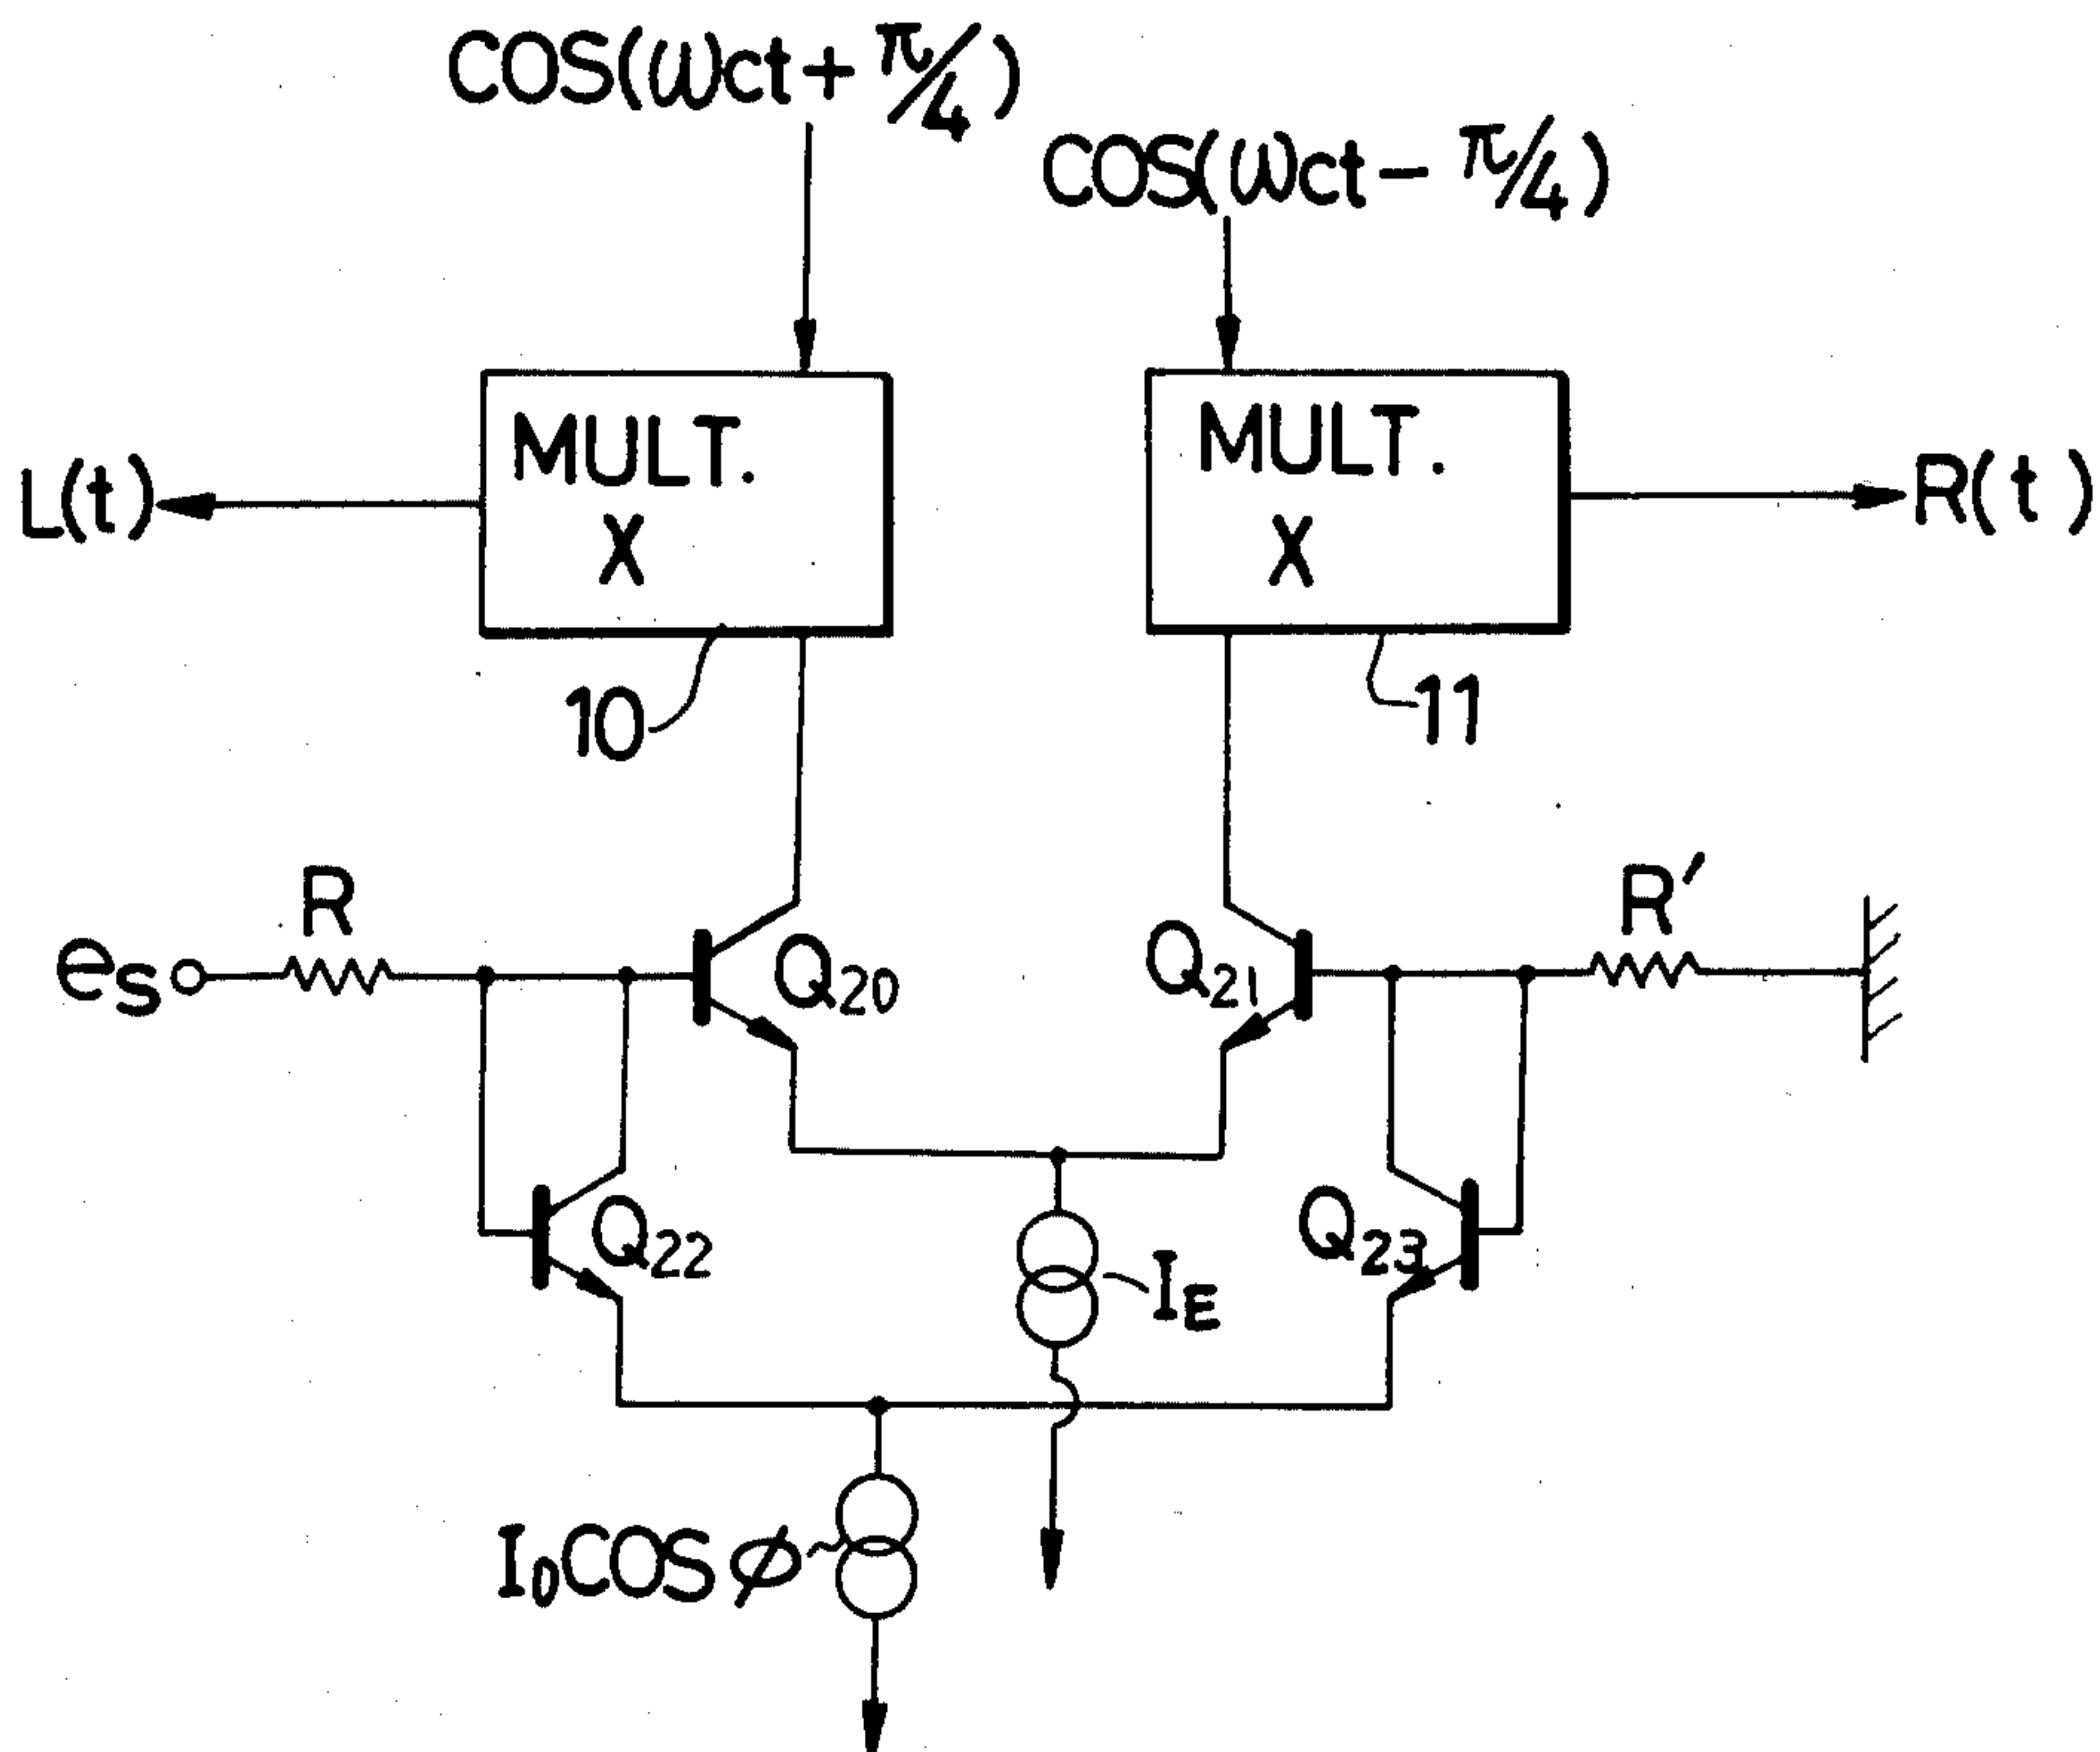 COS(ωct + π/4)
COS(ωct − π/4)
MULT.
X
MULT.
X
L(t)
R(t)
10
11
R
R′
es
Q20
Q21
Q22
Q23
IE
I0COSϕ